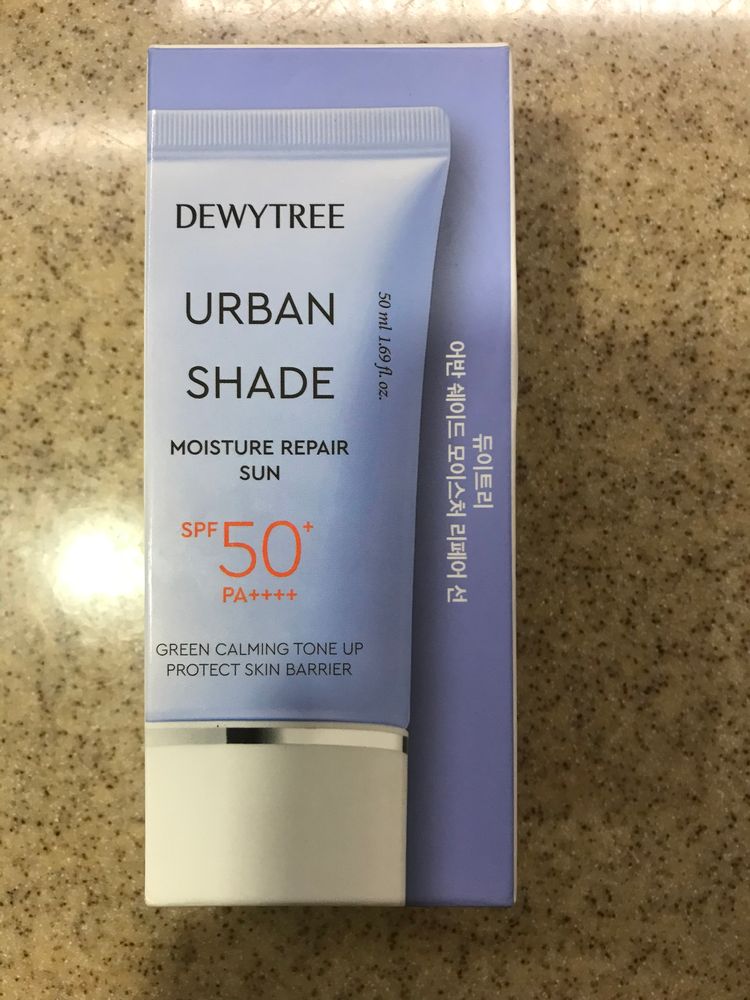 DEWYTREE
URBAN
SHADE
50 ml 1.69 fl. oz.
MOISTURE REPAIR
SUN
SPF 50+
PA++++
GREEN CALMING TONE UP
PROTECT SKIN BARRIER
듀이트리
어반 쉐이드 모이스처 리페어 선